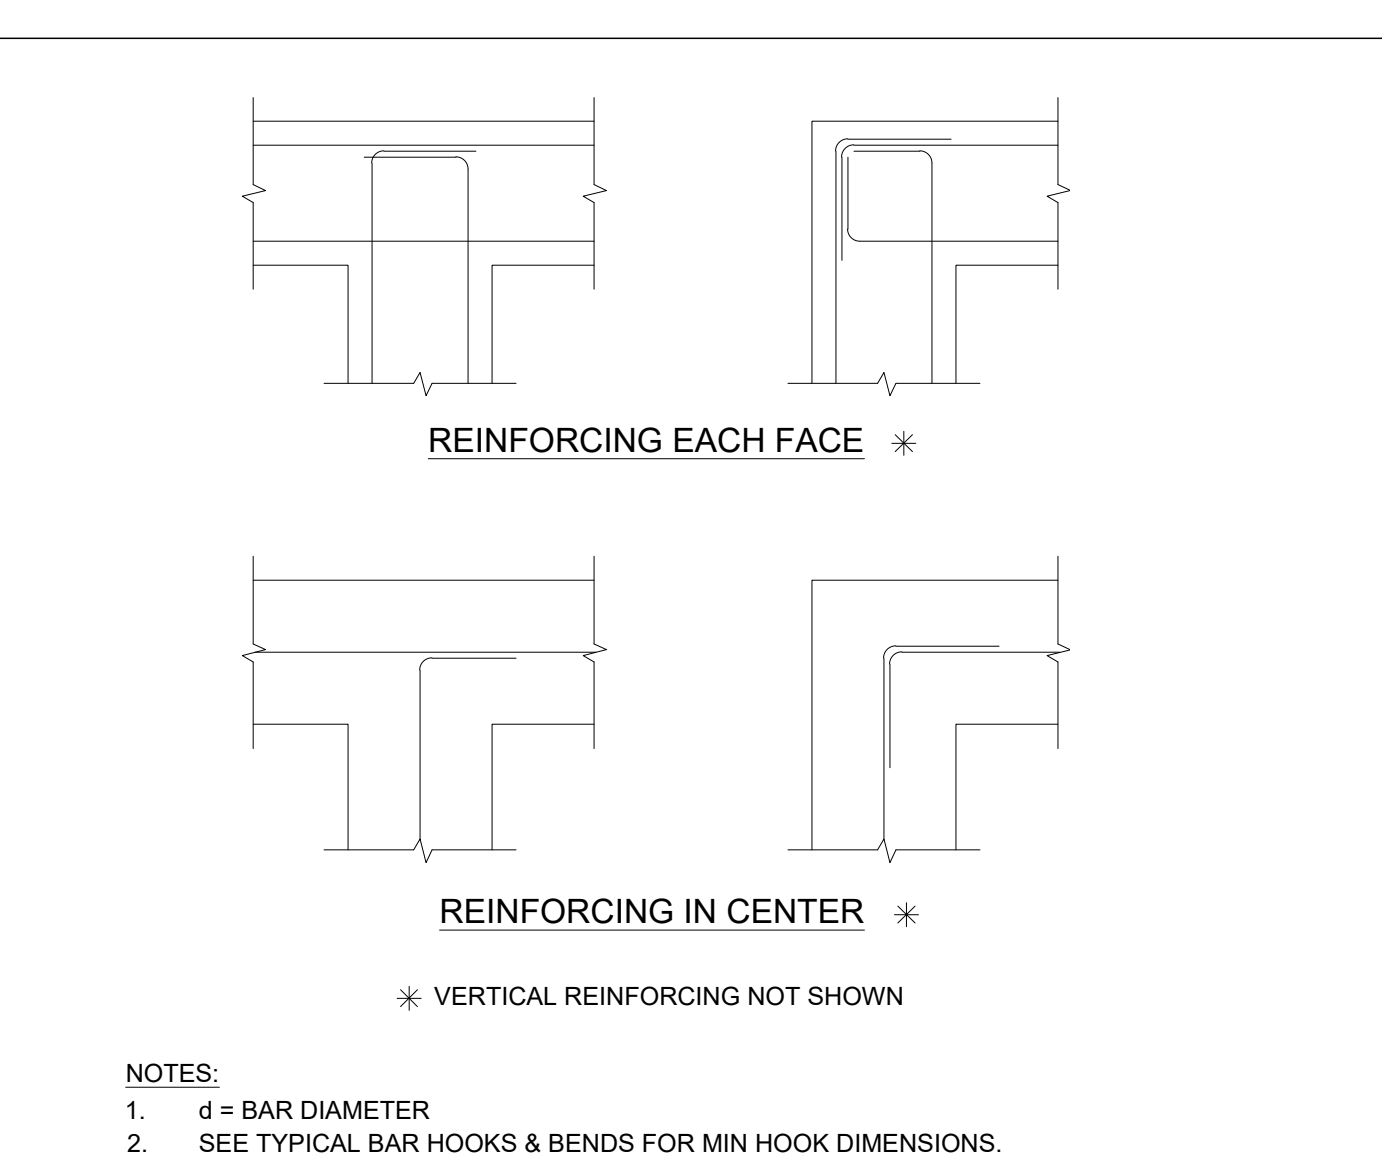 REINFORCING EACH FACE *
REINFORCING IN CENTER *
* VERTICAL REINFORCING NOT SHOWN
NOTES:
1. d = BAR DIAMETER
2. SEE TYPICAL BAR HOOKS & BENDS FOR MIN HOOK DIMENSIONS.